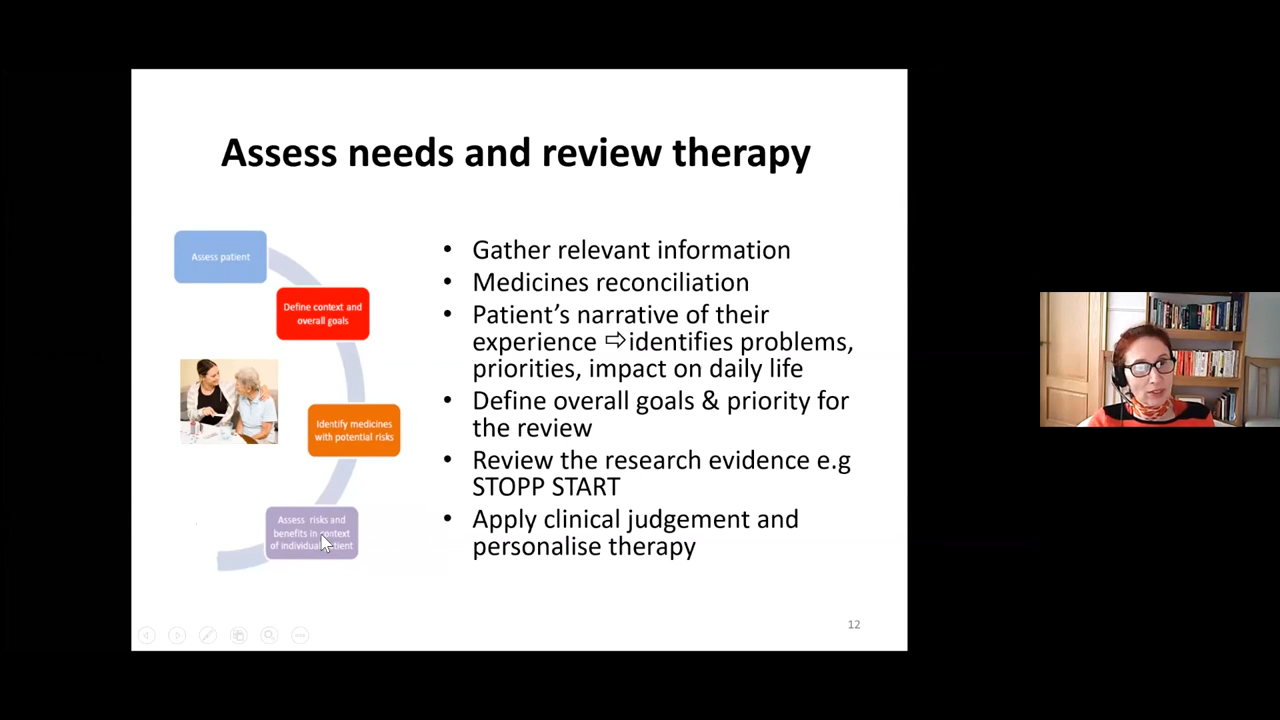 Assess needs and review therapy
Assess patient
Define context and
overall goals
Identify medicines
with potential risks
Assess risks and
benefits in context
of individual
• Gather relevant information
• Medicines reconciliation
• Patient’s narrative of their
experience ⇨identifies problems,
priorities, impact on daily life
• Define overall goals & priority for
the review
• Review the research evidence e.g
STOPP START
• Apply clinical judgement and
personalise therapy
12